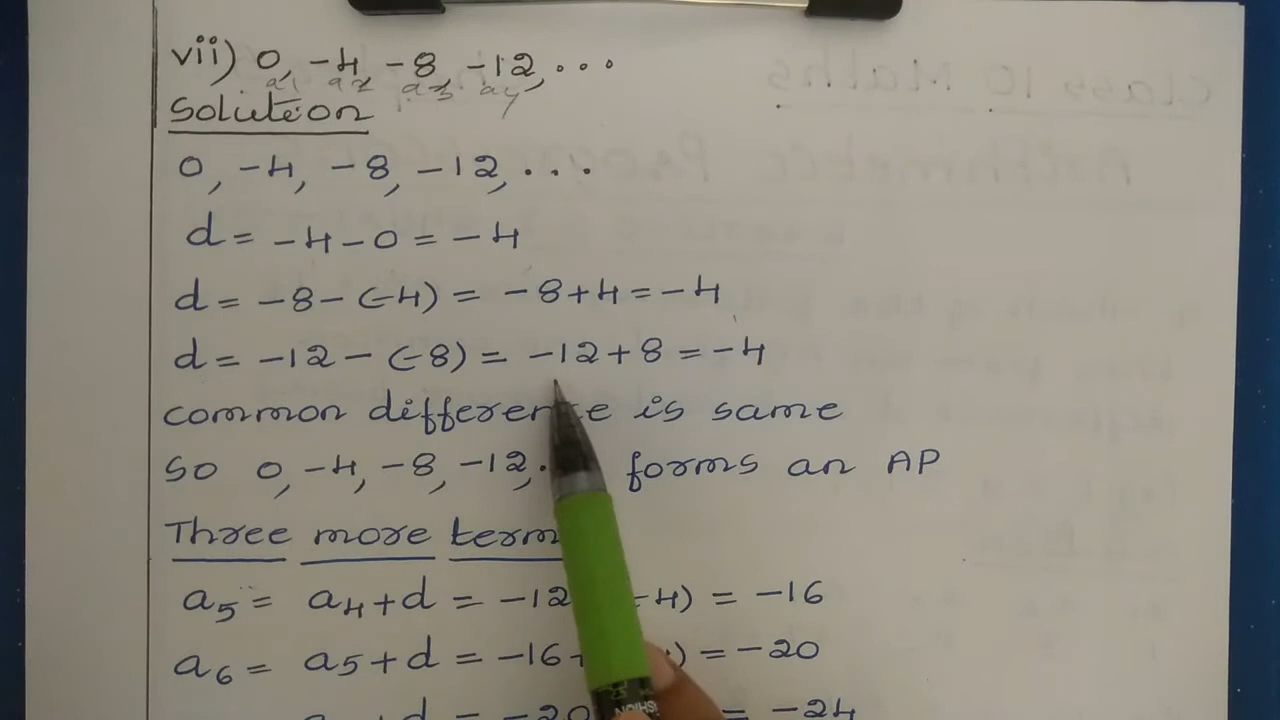 vii) 0, -4 -8, -12, ...
a1 a2 a3 a4
Solution
0, -4, -8, -12, ...
d = -4 - 0 = -4
d = -8 - (-4) = -8 + 4 = -4
d = -12 - (-8) = -12 + 8 = -4
common difference is same
So 0, -4, -8, -12, . forms an AP
Three more term
a5 = a4 + d = -12 -4) = -16
a6 = a5 + d = -16 + ) = -20
+ d = -20 = -24